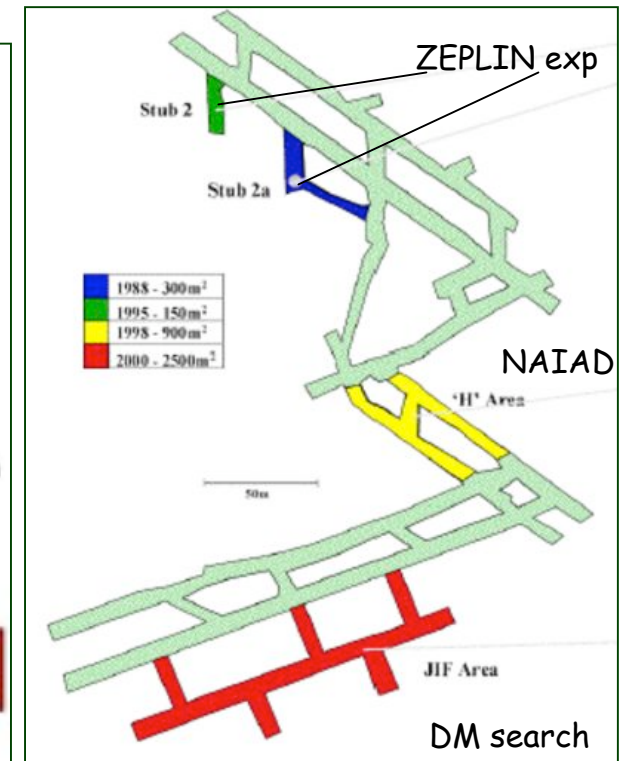 ZEPLIN exp
Stub 2
Stub 2a
1988 - 300m²
1995 - 150m²
1998 - 900m²
2000 - 2500m²
NAIAD
'H' Area
50m
JIF Area
DM search